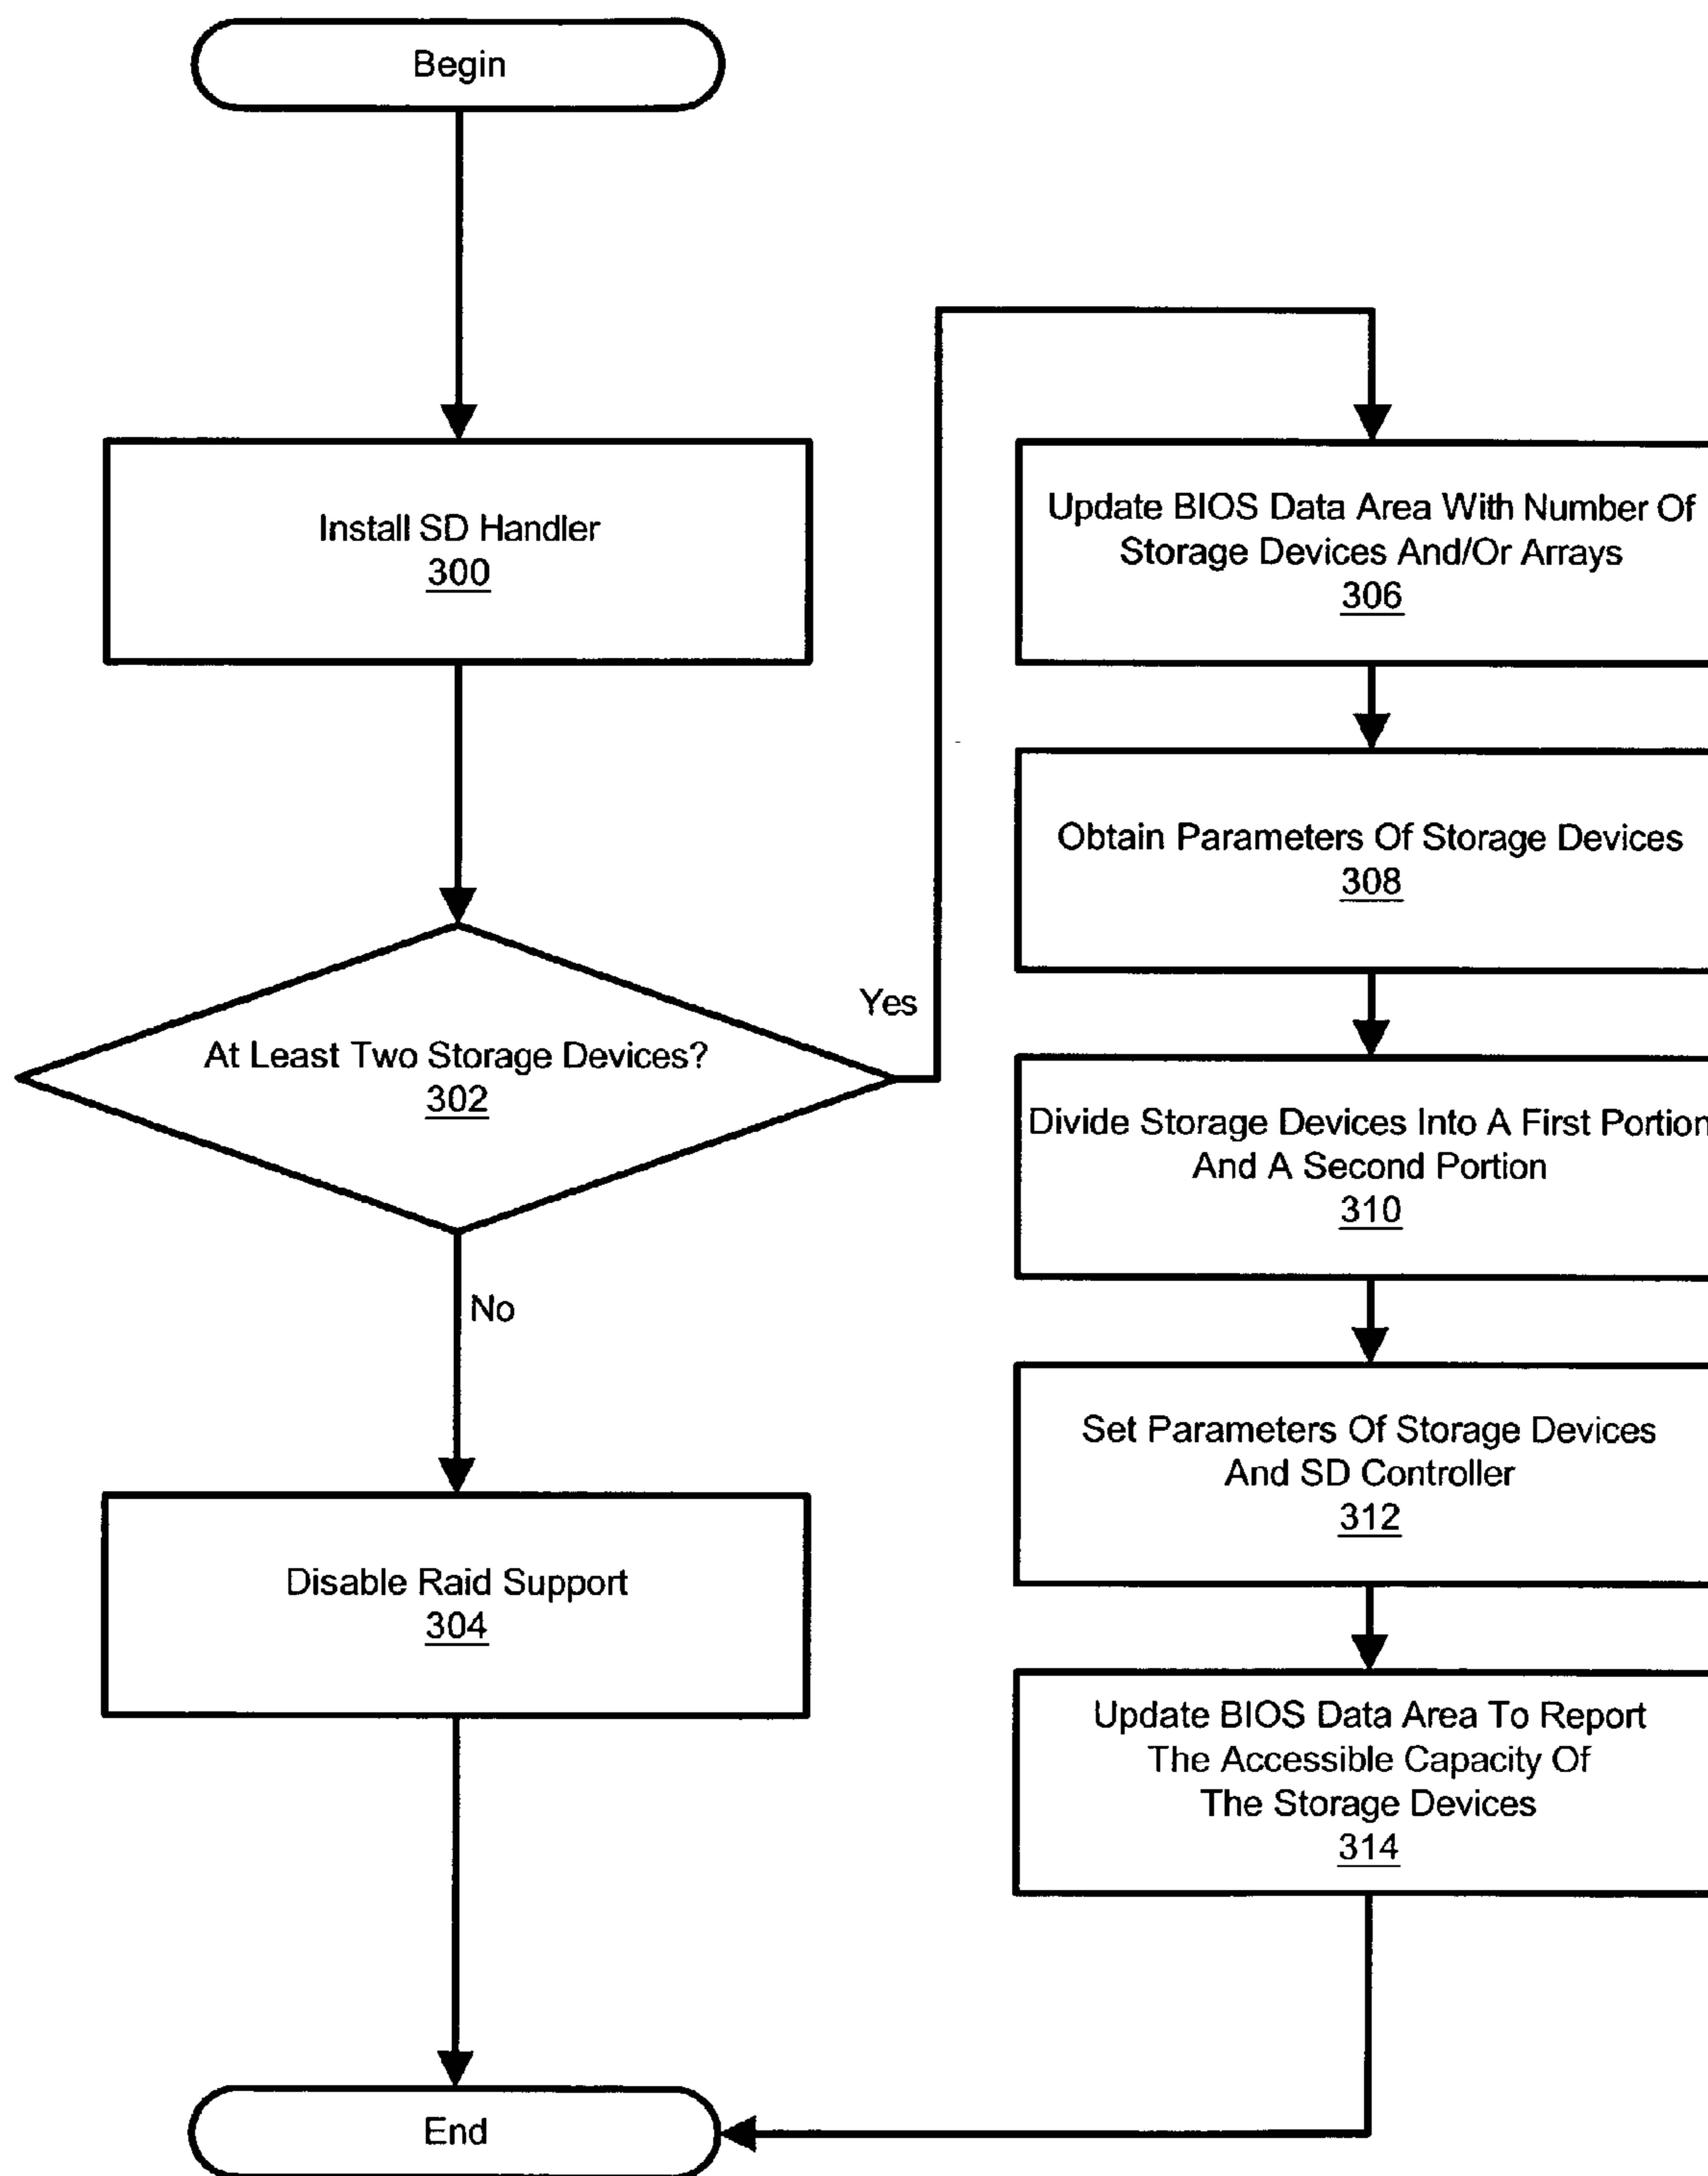 Begin
Install SD Handler
300
At Least Two Storage Devices?
302
Yes
No
Disable Raid Support
304
End
Update BIOS Data Area With Number Of
Storage Devices And/Or Arrays
306
Obtain Parameters Of Storage Devices
308
Divide Storage Devices Into A First Portion
And A Second Portion
310
Set Parameters Of Storage Devices
And SD Controller
312
Update BIOS Data Area To Report
The Accessible Capacity Of
The Storage Devices
314